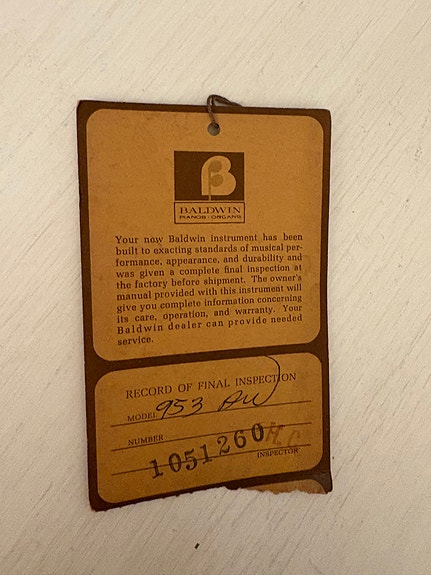 BALDWIN
PIANOS · ORGANS
Your now Baldwin instrument has been
built to exacting standards of musical per-
formance, appearance, and durability and
was given a complete final inspection at
the factory before shipment. The owner's
manual provided with this instrument will
give you complete information concerning
its care, operation, and warranty. Your
Baldwin dealer can provide needed
service.
RECORD OF FINAL INSPECTION
MODEL 953
NUMBER
1051260 H.C
INSPECTOR